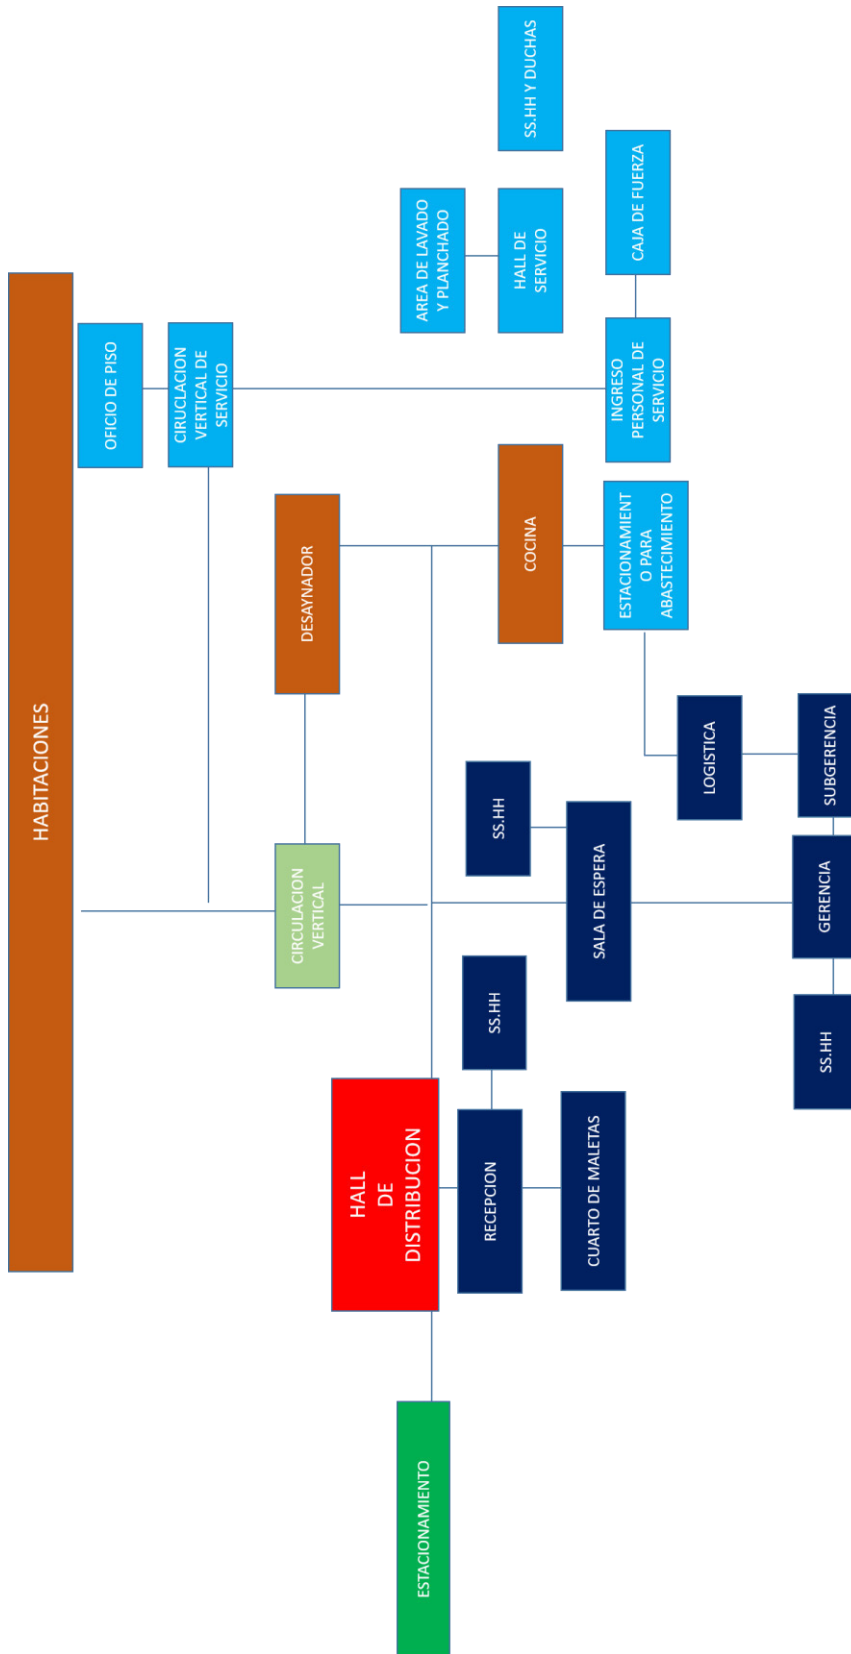 HABITACIONES
OFICIO DE PISO
CIRUCLACION
VERTICAL DE
SERVICIO
CIRCULACION
VERTICAL
DESAYNADOR
HALL
DE
DISTRIBUCION
ESTACIONAMIENTO
AREA DE LAVADO
Y PLANCHADO
RECEPCION
SS.HH
SS.HH
COCINA
HALL DE
SERVICIO
SS.HH Y DUCHAS
CUARTO DE MALETAS
SALA DE ESPERA
ESTACIONAMIENT
O PARA
ABASTECIMIENTO
INGRESO
PERSONAL DE
SERVICIO
CAJA DE FUERZA
LOGISTICA
SS.HH
GERENCIA
SUBGERENCIA